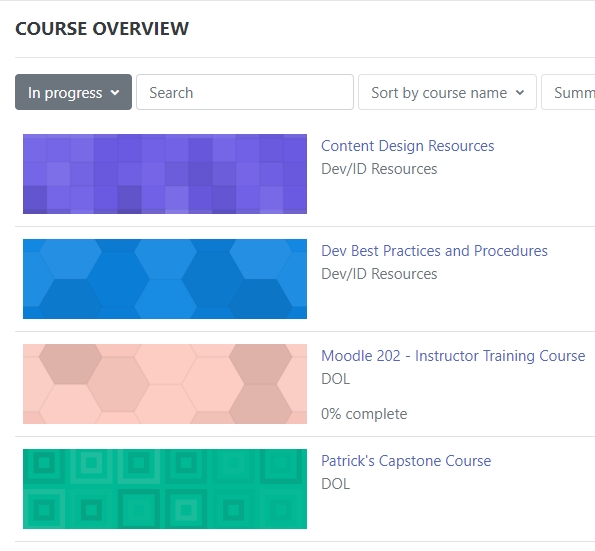 COURSE OVERVIEW
In progress Search Sort by course name Summ
Content Design Resources
Dev/ID Resources
Dev Best Practices and Procedures
Dev/ID Resources
Moodle 202 - Instructor Training Course
DOL
0% complete
Patrick's Capstone Course
DOL